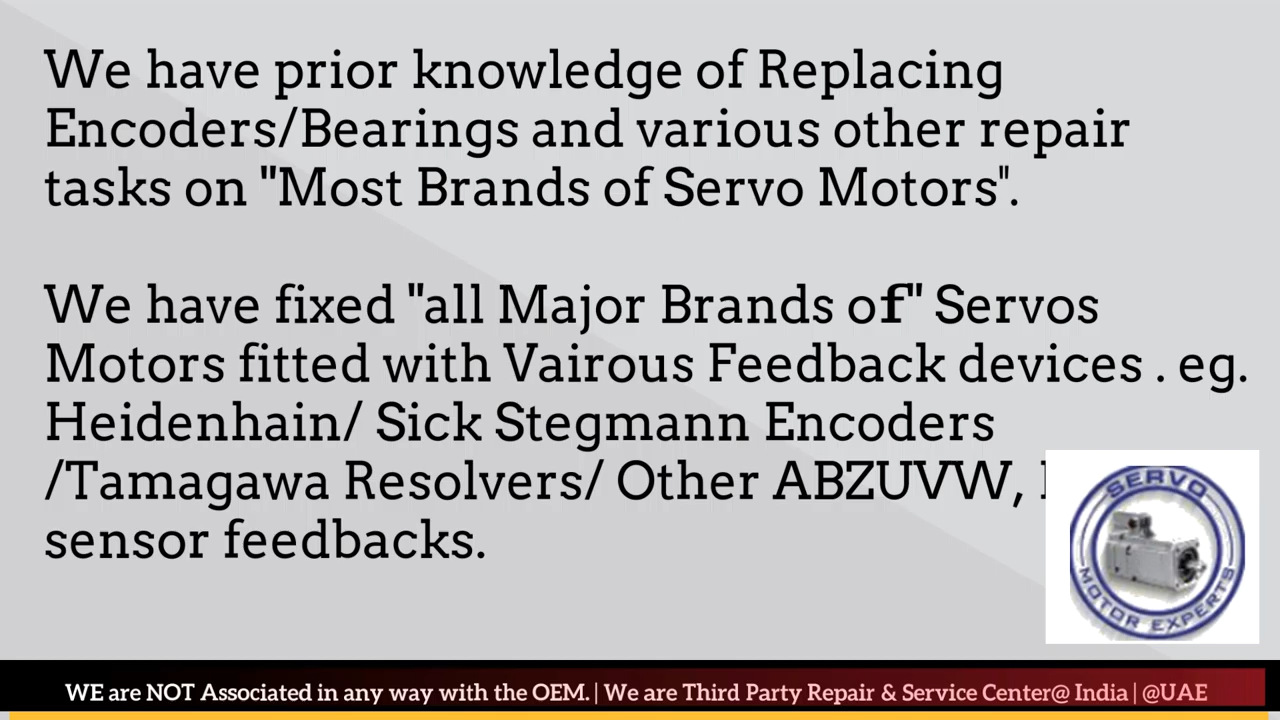 We have prior knowledge of Replacing
Encoders/Bearings and various other repair
tasks on "Most Brands of Servo Motors".
We have fixed "all Major Brands of" Servos
Motors fitted with Vairous Feedback devices . eg.
Heidenhain/ Sick Stegmann Encoders
/Tamagawa Resolvers/ Other ABZUVW,
sensor feedbacks.
SERVO
MOTOR EXPERTS
WE are NOT Associated in any way with the OEM. | We are Third Party Repair & Service Center@ India | @UAE